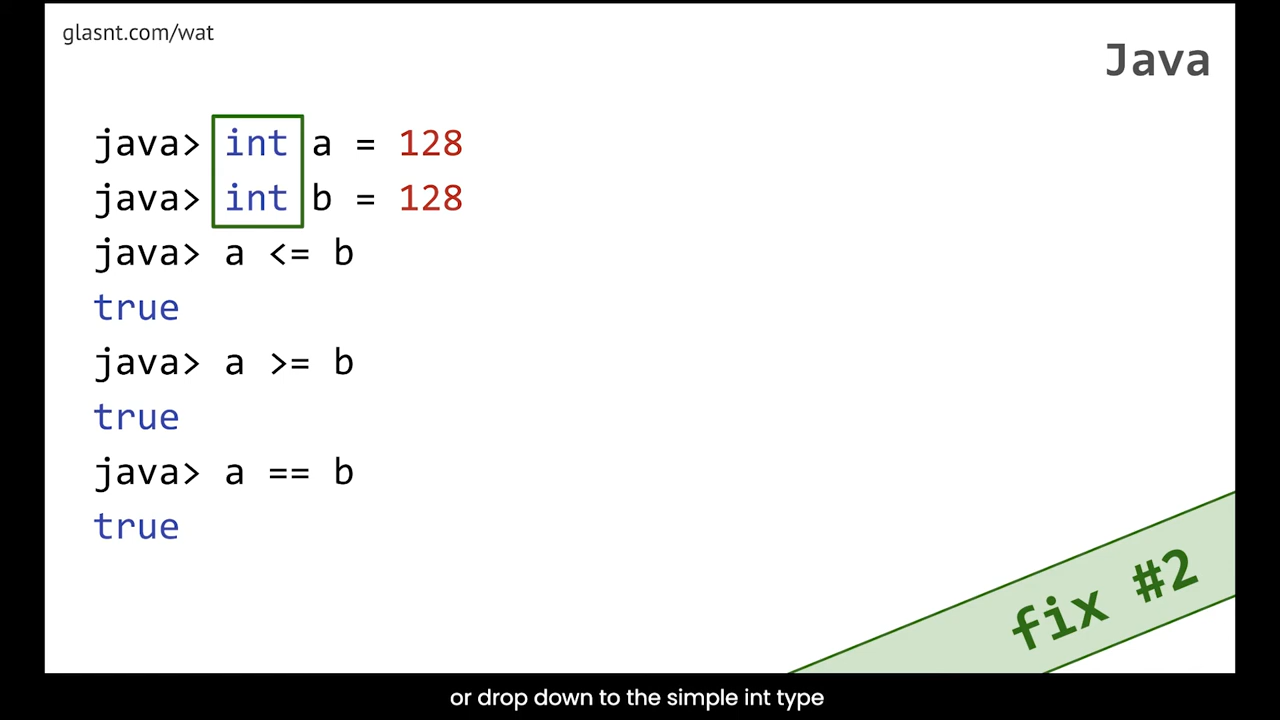 glasnt.com/wat
Java
java> int a = 128
java> int b = 128
java> a <= b
true
java> a >= b
true
java> a == b
true
fix #2
or drop down to the simple int type